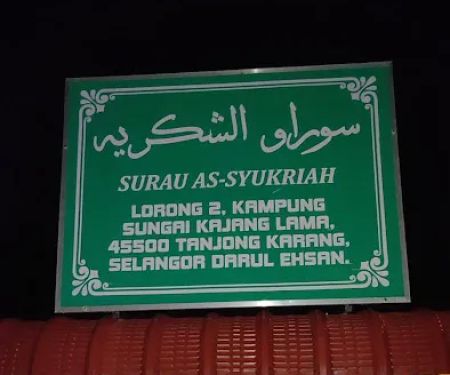 سوراو الشكريه
SURAU AS-SYUKRIAH
LORONG 2, KAMPUNG
SUNGAI KAJANG LAMA,
45500 TANJONG KARANG,
SELANGOR DARUL EHSAN.